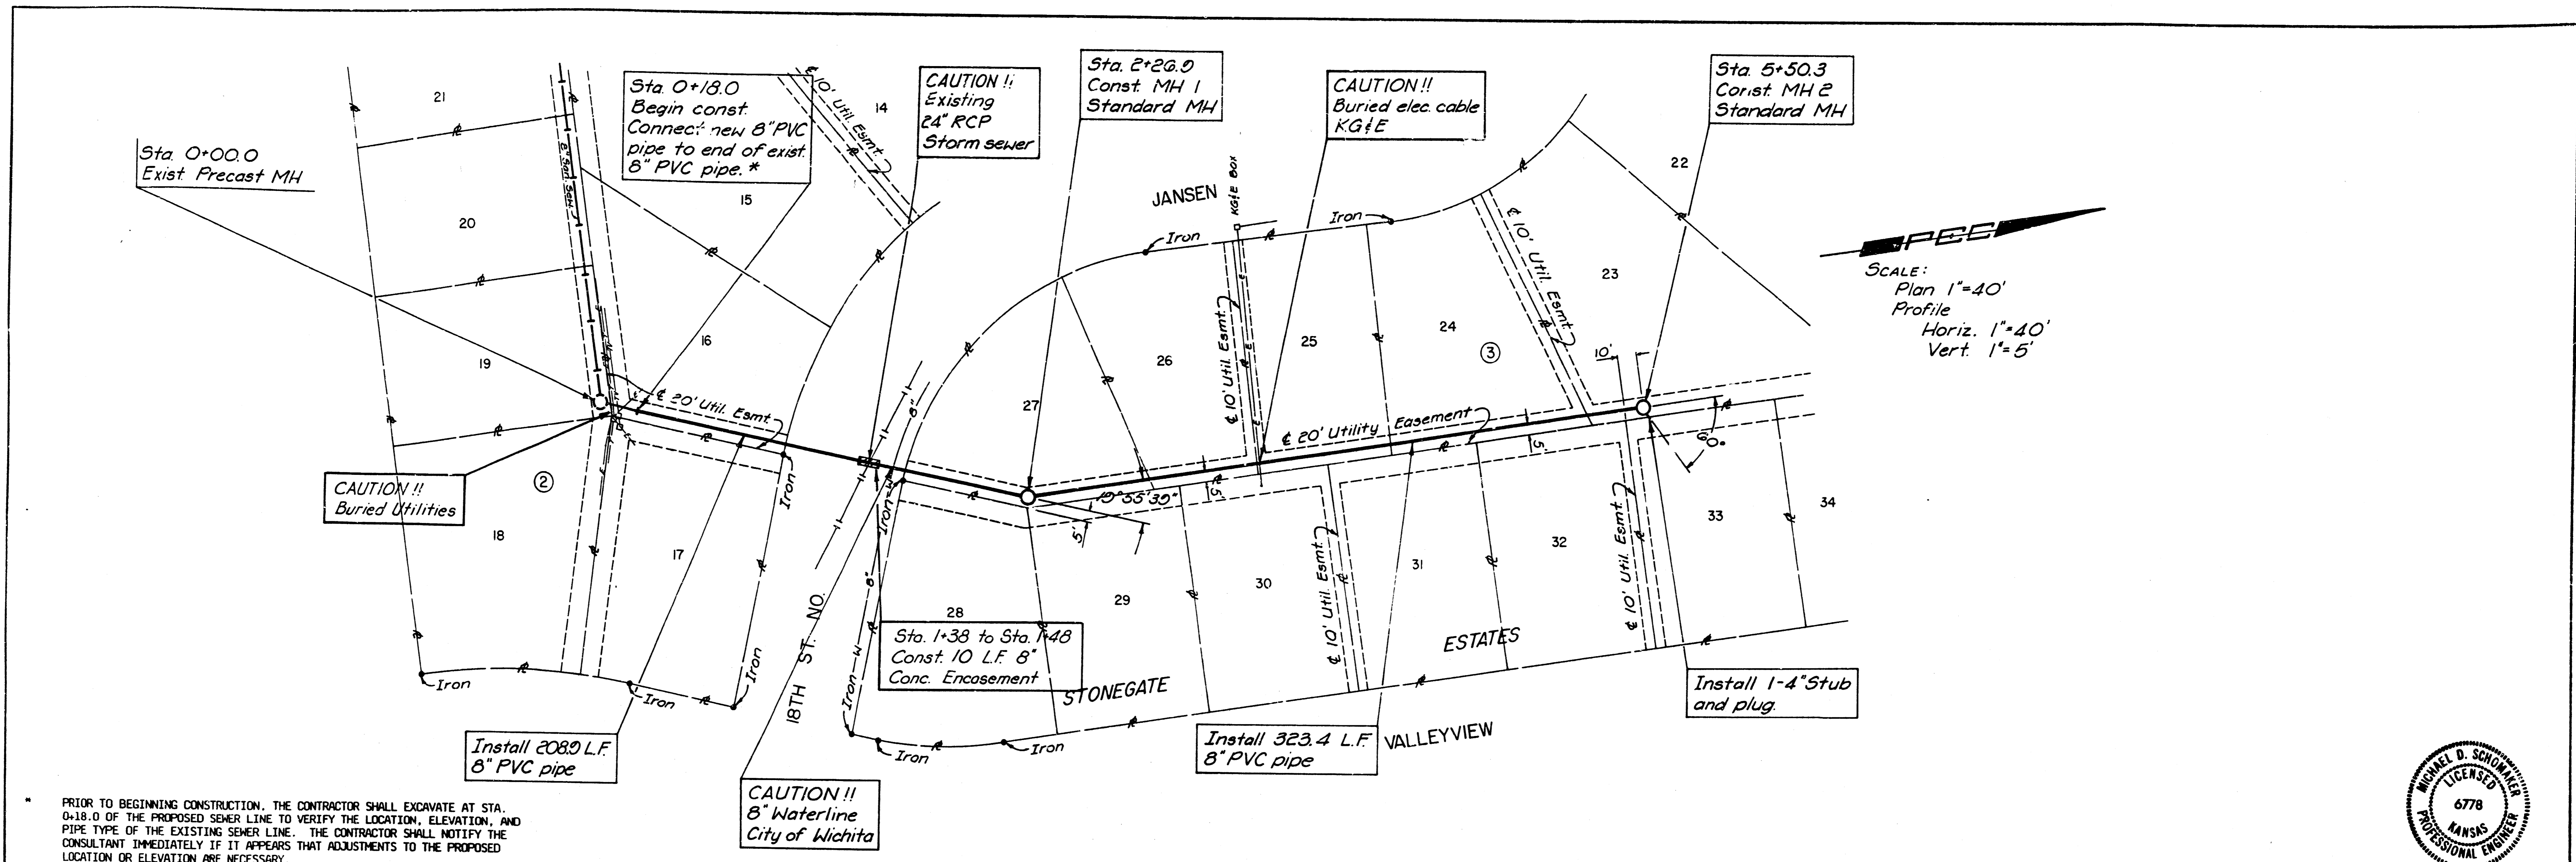 Sta. 0+00.0
Exist. Precast MH
Sta. 0+18.0
Begin const.
Connect new 8" PVC
pipe to end of exist.
8" PVC pipe. *
CAUTION !!
Existing
24" RCP
Storm sewer
Sta. 2+26.9
Const. MH 1
Standard MH
CAUTION !!
Buried elec. cable
KG&E
Sta. 5+50.3
Const. MH 2
Standard MH
21
20
19
18
8" San. Sew.
15
14
16
17
℄ 10' Util. Esmt.
℄ 20' Util. Esmt.
JANSEN
KG&E BOX
Iron
Iron
22
23
24
25
26
27
℄ 10' Util. Esmt.
℄ 10' Util. Esmt.
③
10'
PEC
SCALE:
Plan 1"=40'
Profile
Horiz. 1"=40'
Vert. 1"=5'
℄ 20' Utility Easement
5'
5'
90°
19°55'39"
5'
CAUTION !!
Buried Utilities
②
Iron
Iron
Iron
Iron
Iron
Iron
Iron
Iron
8"
W
8"
W
18TH ST. NO.
28
29
30
31
32
33
34
℄ 10' Util. Esmt.
℄ 10' Util. Esmt.
Sta. 1+38 to Sta. 1+48
Const. 10 L.F. 8"
Conc. Encasement
STONEGATE
ESTATES
VALLEYVIEW
Install 1-4" Stub
and plug.
Install 208.9 L.F.
8" PVC pipe
Install 323.4 L.F.
8" PVC pipe
CAUTION !!
8" Waterline
City of Wichita
* PRIOR TO BEGINNING CONSTRUCTION, THE CONTRACTOR SHALL EXCAVATE AT STA.
0+18.0 OF THE PROPOSED SEWER LINE TO VERIFY THE LOCATION, ELEVATION, AND
PIPE TYPE OF THE EXISTING SEWER LINE. THE CONTRACTOR SHALL NOTIFY THE
CONSULTANT IMMEDIATELY IF IT APPEARS THAT ADJUSTMENTS TO THE PROPOSED
LOCATION OR ELEVATION ARE NECESSARY
MICHAEL D. SCHOMAKER
LICENSED
6778
KANSAS
PROFESSIONAL ENGINEER